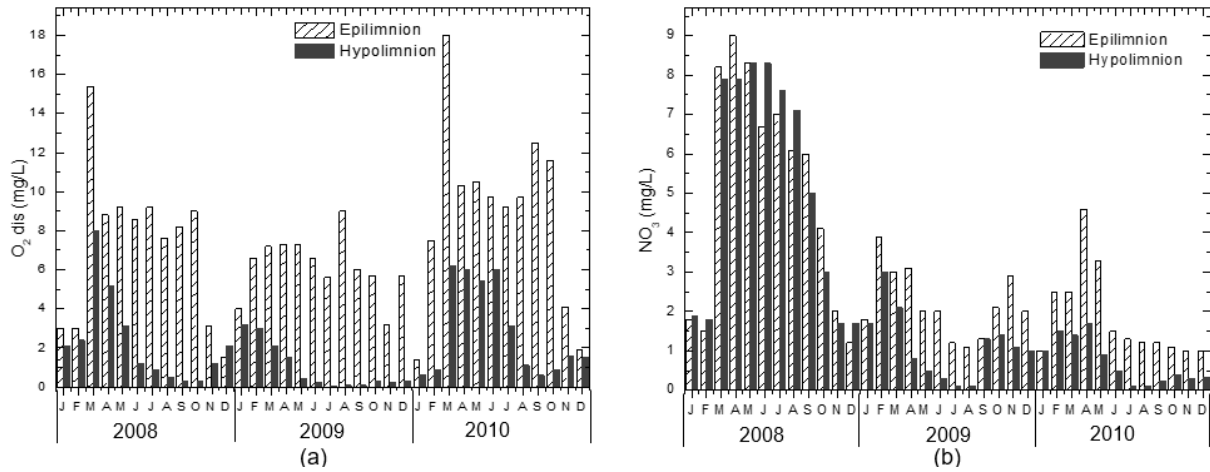 18
16
14
12
10
8
6
4
2
0
O₂ dis (mg/L)
Epilimnion
Hypolimnion
J F M A M J J A S O N D J F M A M J J A S O N D J F M A M J J A S O N D
2008 2009 2010
(a)
9
8
7
6
5
4
3
2
1
0
NO₃ (mg/L)
Epilimnion
Hypolimnion
J F M A M J J A S O N D J F M A M J J A S O N D J F M A M J J A S O N D
2008 2009 2010
(b)